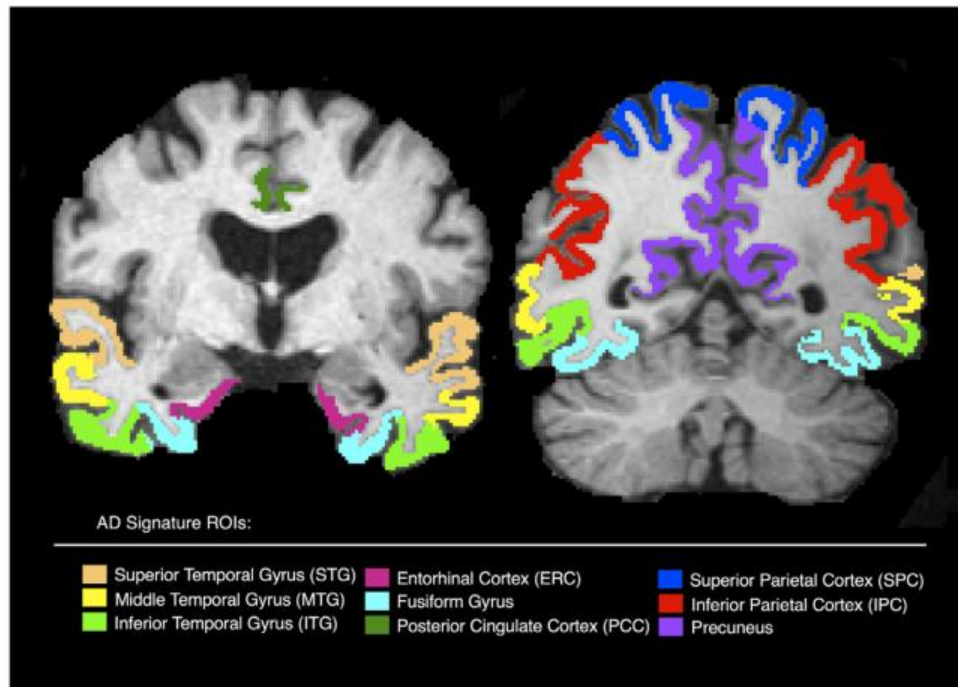 AD Signature ROIs:
Superior Temporal Gyrus (STG)
Middle Temporal Gyrus (MTG)
Inferior Temporal Gyrus (ITG)
Entorhinal Cortex (ERC)
Fusiform Gyrus
Posterior Cingulate Cortex (PCC)
Superior Parietal Cortex (SPC)
Inferior Parietal Cortex (IPC)
Precuneus